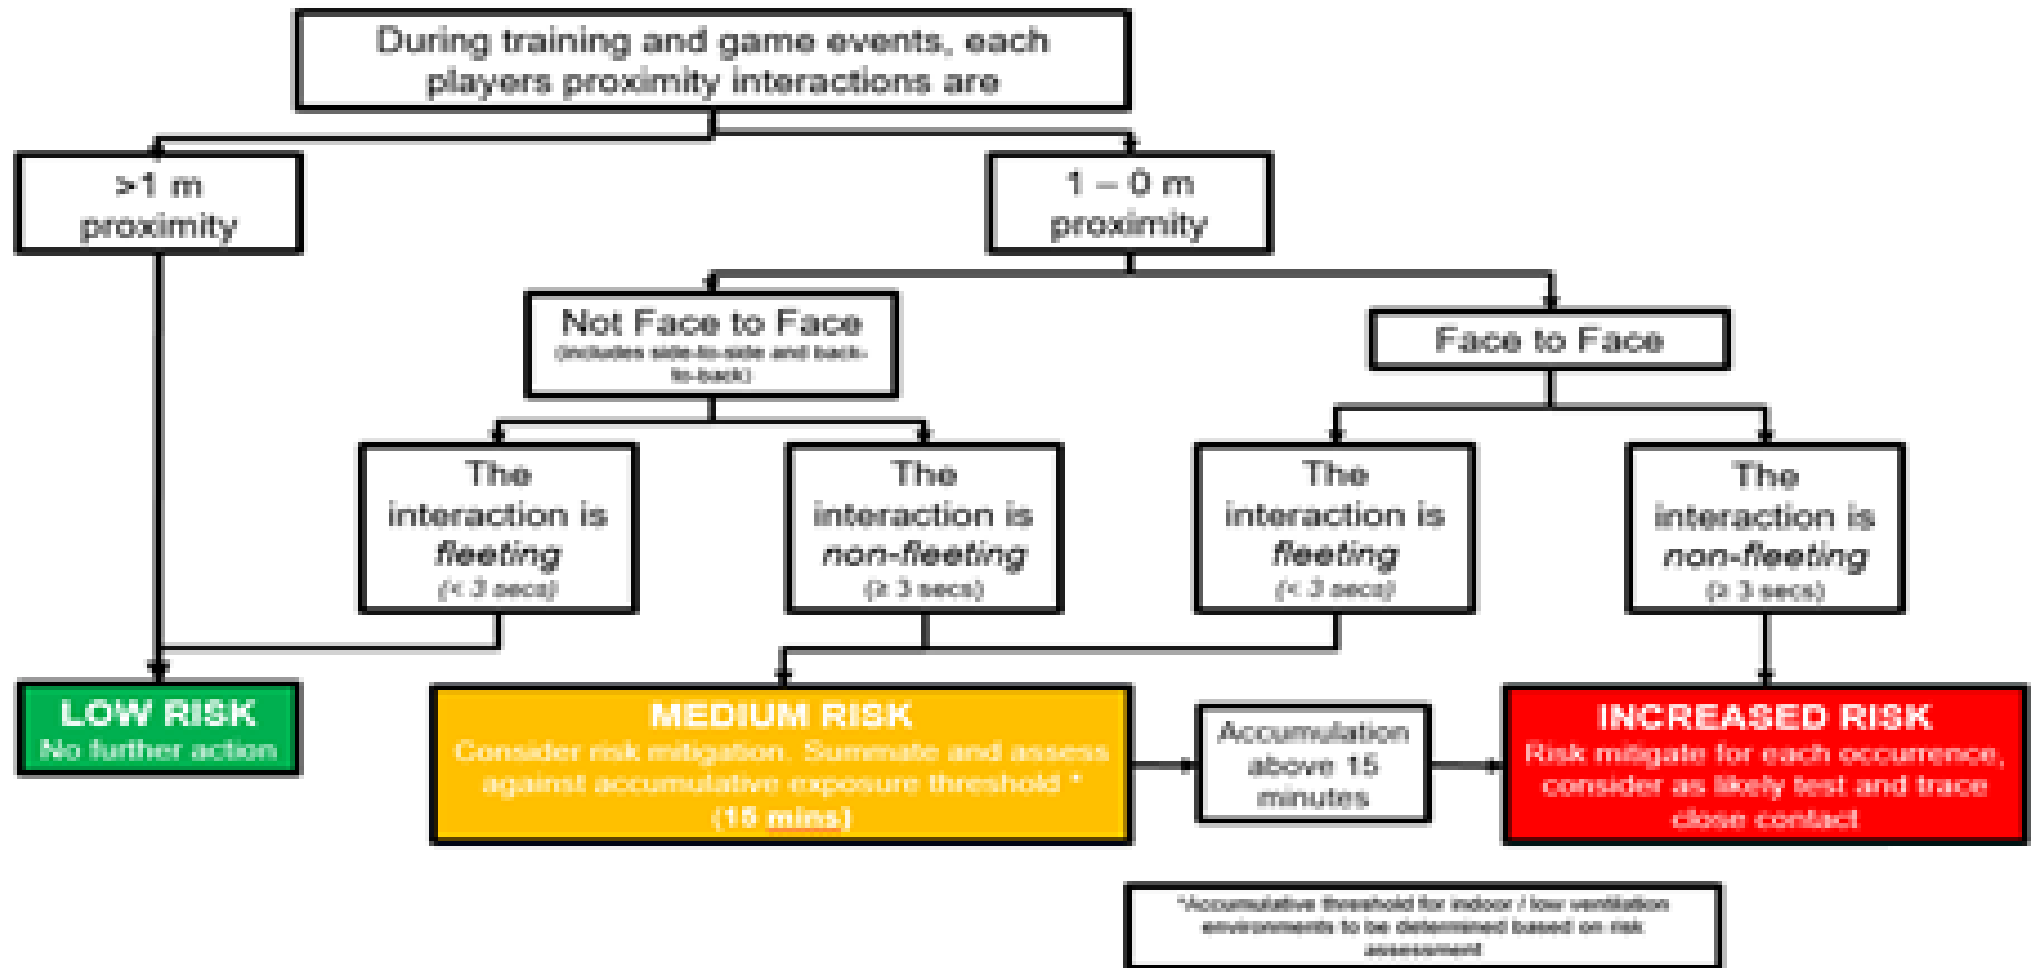 During training and game events, each
players proximity interactions are
>1 m
proximity
1 – 0 m
proximity
Not Face to Face
(includes side-to-side and back-
to-back)
Face to Face
The
interaction is
fleeting
(< 3 secs)
The
interaction is
non-fleeting
(≥ 3 secs)
The
interaction is
fleeting
(< 3 secs)
The
interaction is
non-fleeting
(≥ 3 secs)
LOW RISK
No further action
MEDIUM RISK
Consider risk mitigation. Summate and assess
against accumulative exposure threshold *
(15 mins)
Accumulation
above 15
minutes
INCREASED RISK
Risk mitigate for each occurrence,
consider as likely test and trace
close contact
*Accumulative threshold for indoor / low ventilation
environments to be determined based on risk
assessment